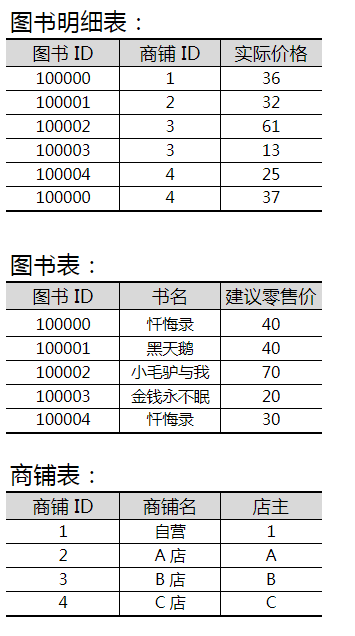 图书明细表：
图书 ID 商铺 ID 实际价格
100000 1 36
100001 2 32
100002 3 61
100003 3 13
100004 4 25
100000 4 37
图书表：
图书 ID 书名 建议零售价
100000 忏悔录 40
100001 黑天鹅 40
100002 小毛驴与我 70
100003 金钱永不眠 20
100004 忏悔录 30
商铺表：
商铺 ID 商铺名 店主
1 自营 1
2 A 店 A
3 B 店 B
4 C 店 C